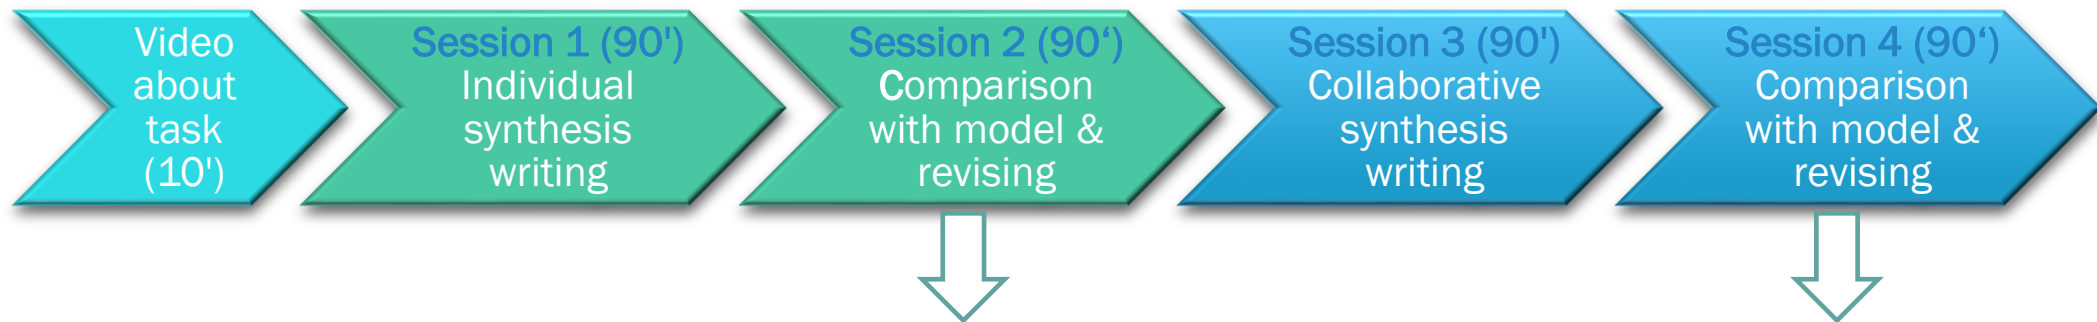 Video
about
task
(10')
Session 1 (90')
Individual
synthesis
writing
Session 2 (90‘)
Comparison
with model &
revising
Session 3 (90')
Collaborative
synthesis
writing
Session 4 (90‘)
Comparison
with model &
revising